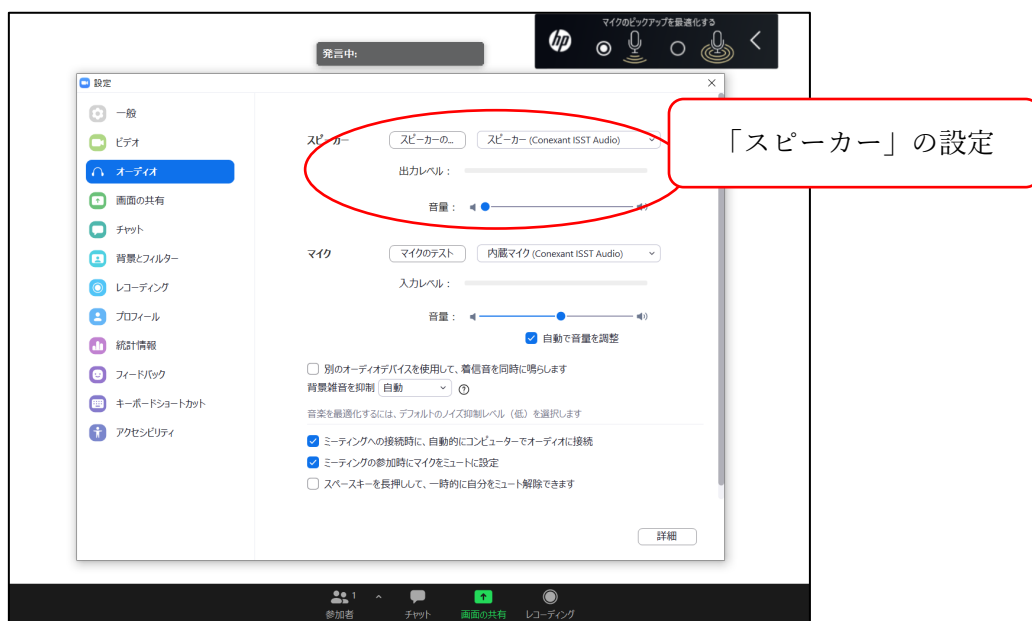 マイクのピックアップを最適化する
hp
発言中:
設定
一般
ビデオ
オーディオ
画面の共有
チャット
背景とフィルター
レコーディング
プロフィール
統計情報
フィードバック
キーボードショートカット
アクセシビリティ
スピーカー スピーカーの... スピーカー (Conexant ISST Audio)
出力レベル：
音量：
マイク マイクのテスト 内蔵マイク (Conexant ISST Audio)
入力レベル：
音量：
自動で音量を調整
別のオーディオデバイスを使用して、着信音を同時に鳴らします
背景雑音を抑制 自動
音楽を最適化するには、デフォルトのノイズ抑制レベル（低）を選択します
ミーティングへの接続時に、自動的にコンピューターでオーディオに接続
ミーティングの参加時にマイクをミュートに設定
スペースキーを長押しして、一時的に自分をミュート解除できます
詳細
「スピーカー」の設定
1
参加者 チャット 画面の共有 レコーディング